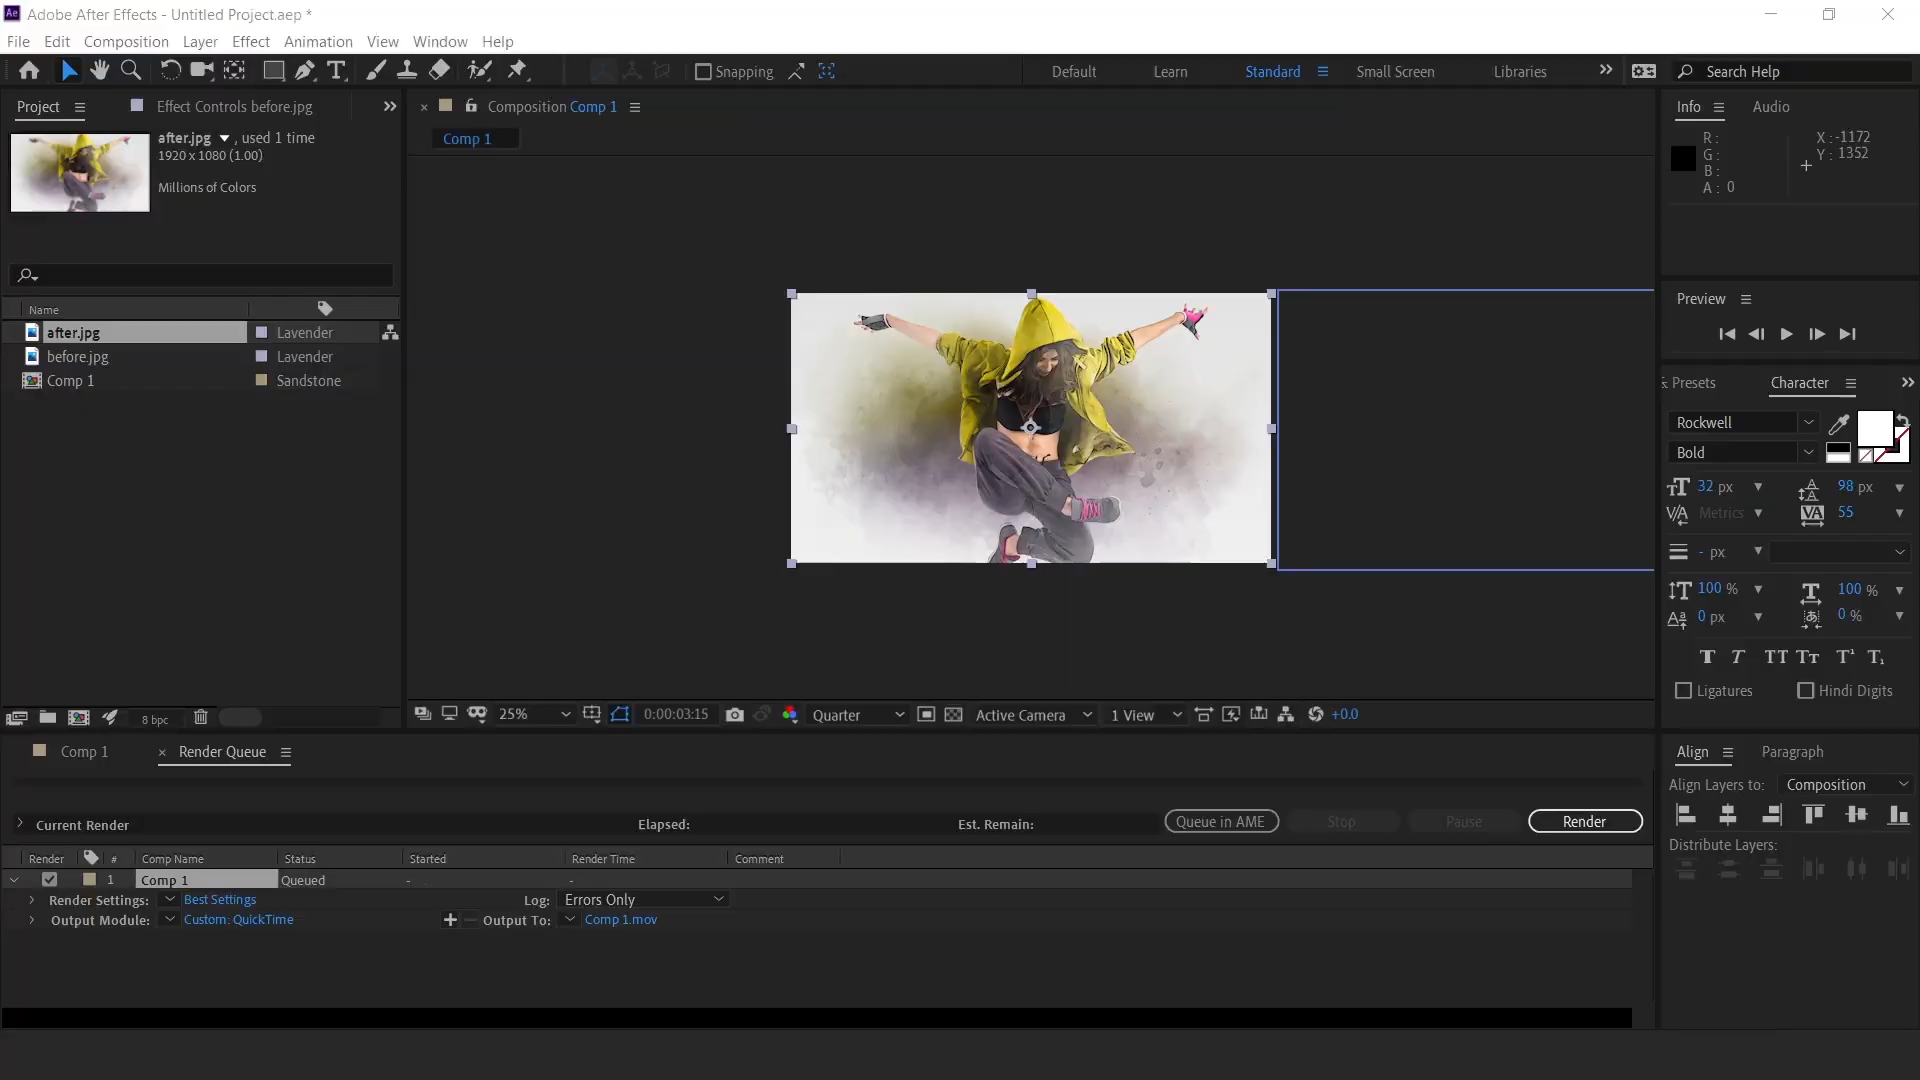 Ae Adobe After Effects - Untitled Project.aep *
File Edit Composition Layer Effect Animation View Window Help
Snapping Default Learn Standard Small Screen Libraries Search Help
Project Effect Controls before.jpg
after.jpg , used 1 time
1920 x 1080 (1.00)
Millions of Colors
Name
after.jpg Lavender
before.jpg Lavender
Comp 1 Sandstone
8 bpc
Composition Comp 1
Comp 1
25% 0:00:03:15 Quarter Active Camera 1 View +0.0
Info Audio
R :
G :
B :
A : 0
X : -1172
Y : 1352
Preview
Presets Character
Rockwell
Bold
32 px 98 px
Metrics 55
- px
100 % 100 %
0 px 0 %
Ligatures Hindi Digits
Comp 1 Render Queue
Current Render Elapsed: Est. Remain: Queue in AME Stop Pause Render
Render # Comp Name Status Started Render Time Comment
1 Comp 1 Queued - -
Render Settings: Best Settings Log: Errors Only
Output Module: Custom: QuickTime Output To: Comp 1.mov
Align Paragraph
Align Layers to: Composition
Distribute Layers: